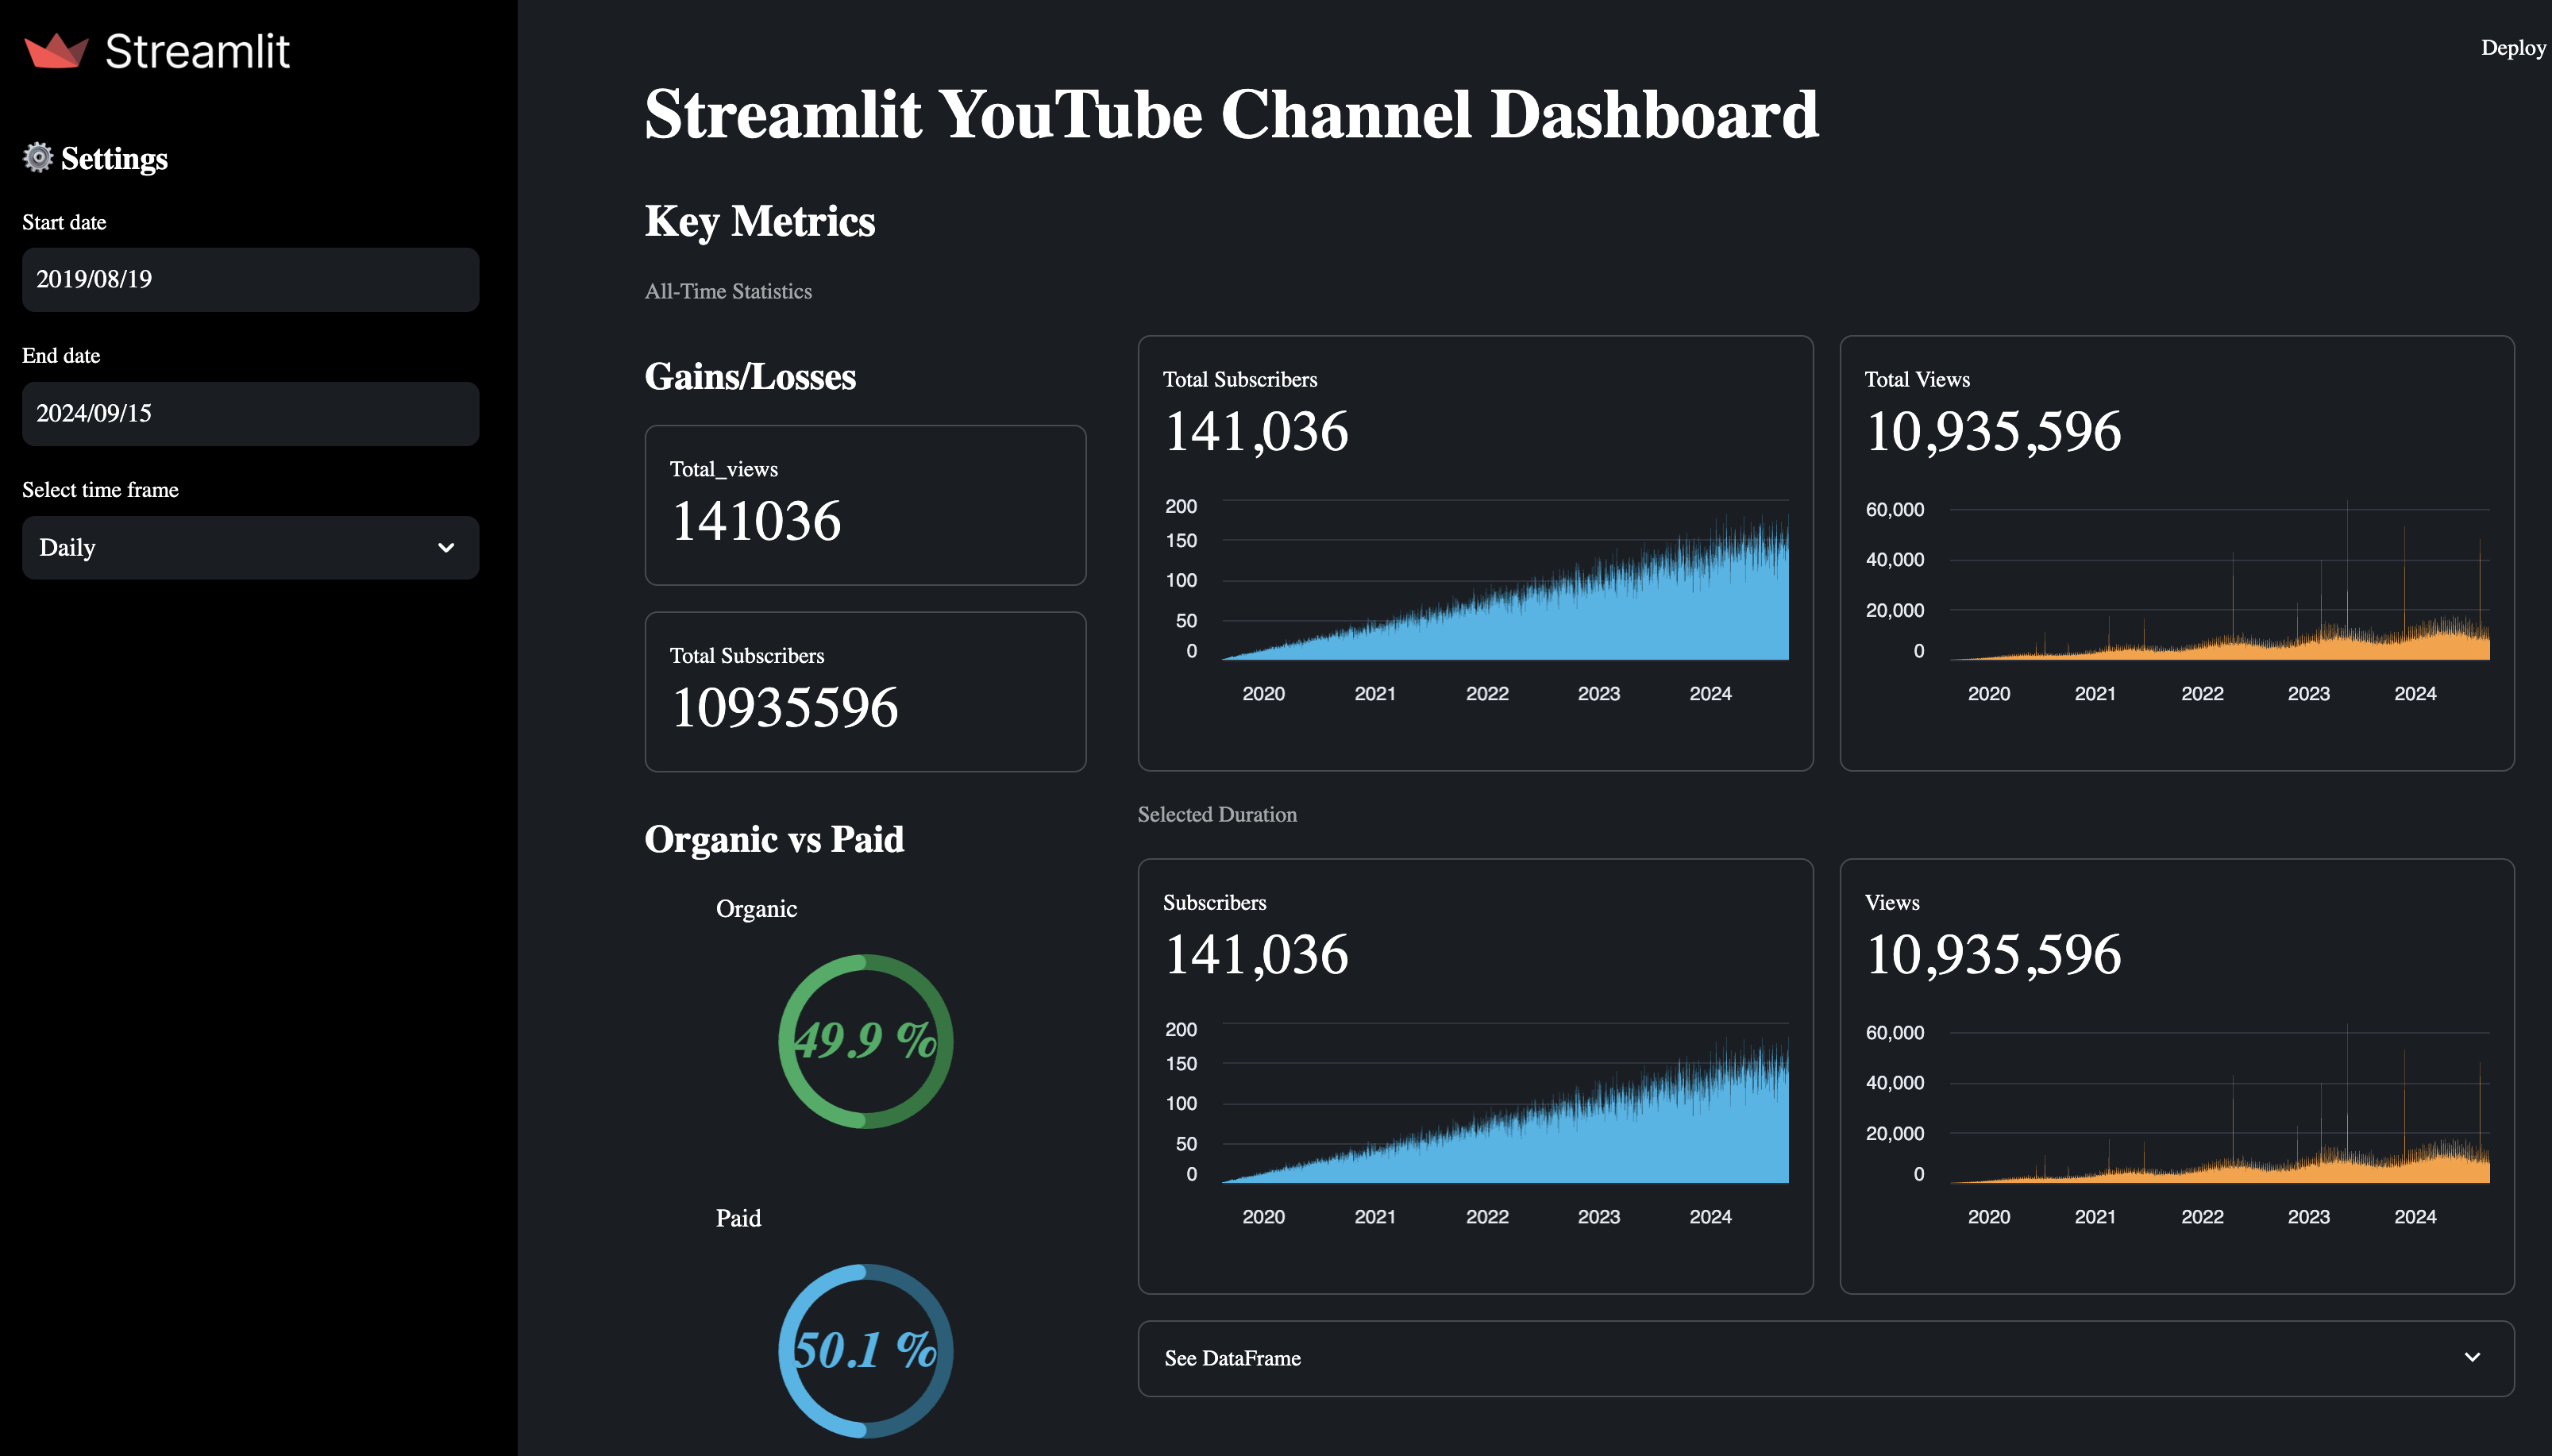 Streamlit
Settings
Start date
2019/08/19
End date
2024/09/15
Select time frame
Daily
Deploy
Streamlit YouTube Channel Dashboard
Key Metrics
All-Time Statistics
Gains/Losses
Total_views
141036
Total Subscribers
10935596
Total Subscribers
141,036
200
150
100
50
0
2020 2021 2022 2023 2024
Total Views
10,935,596
60,000
40,000
20,000
0
2020 2021 2022 2023 2024
Organic vs Paid
Organic
49.9 %
Paid
50.1 %
Selected Duration
Subscribers
141,036
200
150
100
50
0
2020 2021 2022 2023 2024
Views
10,935,596
60,000
40,000
20,000
0
2020 2021 2022 2023 2024
See DataFrame